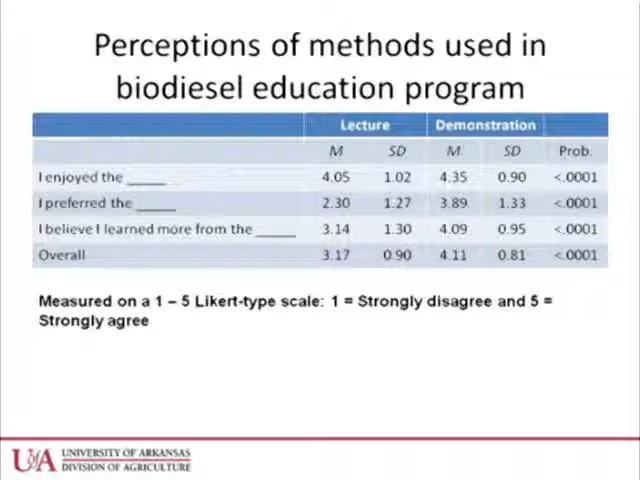 Perceptions of methods used in
biodiesel education program
Lecture Demonstration
M SD M SD Prob.
I enjoyed the _____ 4.05 1.02 4.35 0.90 <.0001
I preferred the _____ 2.30 1.27 3.89 1.33 <.0001
I believe I learned more from the _____ 3.14 1.30 4.09 0.95 <.0001
Overall 3.17 0.90 4.11 0.81 <.0001
Measured on a 1 – 5 Likert-type scale: 1 = Strongly disagree and 5 =
Strongly agree
UofA UNIVERSITY OF ARKANSAS
DIVISION OF AGRICULTURE